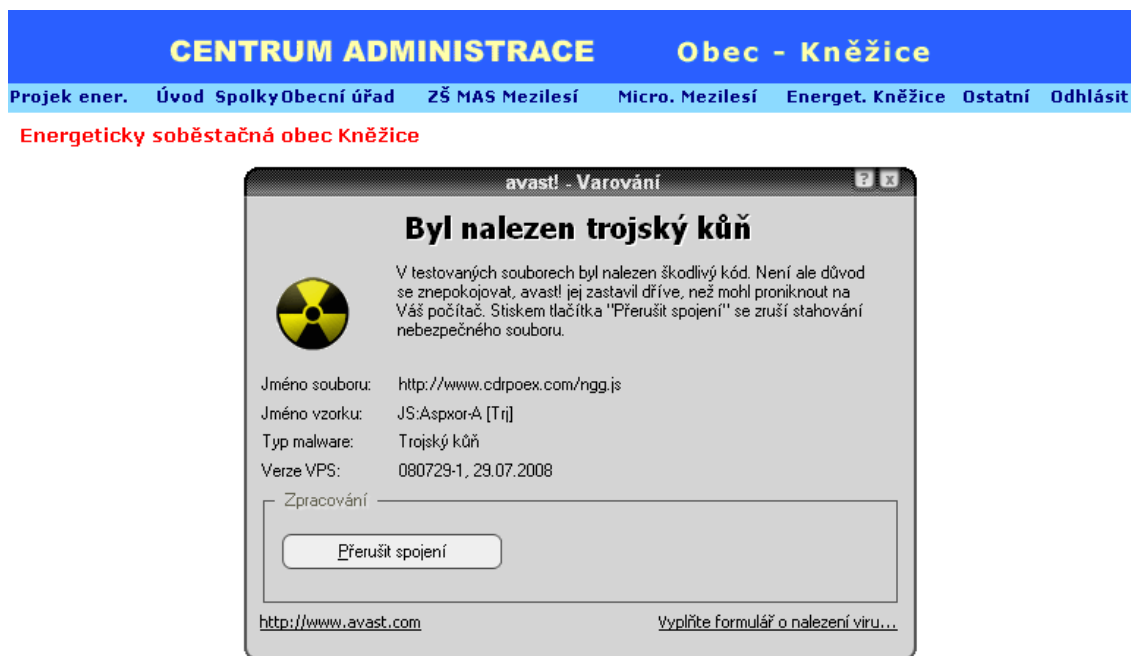 CENTRUM ADMINISTRACE Obec - Kněžice
Projek ener. Úvod Spolky Obecní úřad ZŠ MAS Mezilesí Micro. Mezilesí Energet. Kněžice Ostatní Odhlásit
Energeticky soběstačná obec Kněžice
avast! - Varování ? x
Byl nalezen trojský kůň
V testovaných souborech byl nalezen škodlivý kód. Není ale důvod
se znepokojovat, avast! jej zastavil dříve, než mohl proniknout na
Váš počítač. Stiskem tlačítka "Přerušit spojení" se zruší stahování
nebezpečného souboru.
Jméno souboru: http://www.cdrpoex.com/ngg.js
Jméno vzorku: JS:Aspxor-A [Trj]
Typ malware: Trojský kůň
Verze VPS: 080729-1, 29.07.2008
Zpracování
Přerušit spojení
http://www.avast.com Vyplňte formulář o nalezení viru...